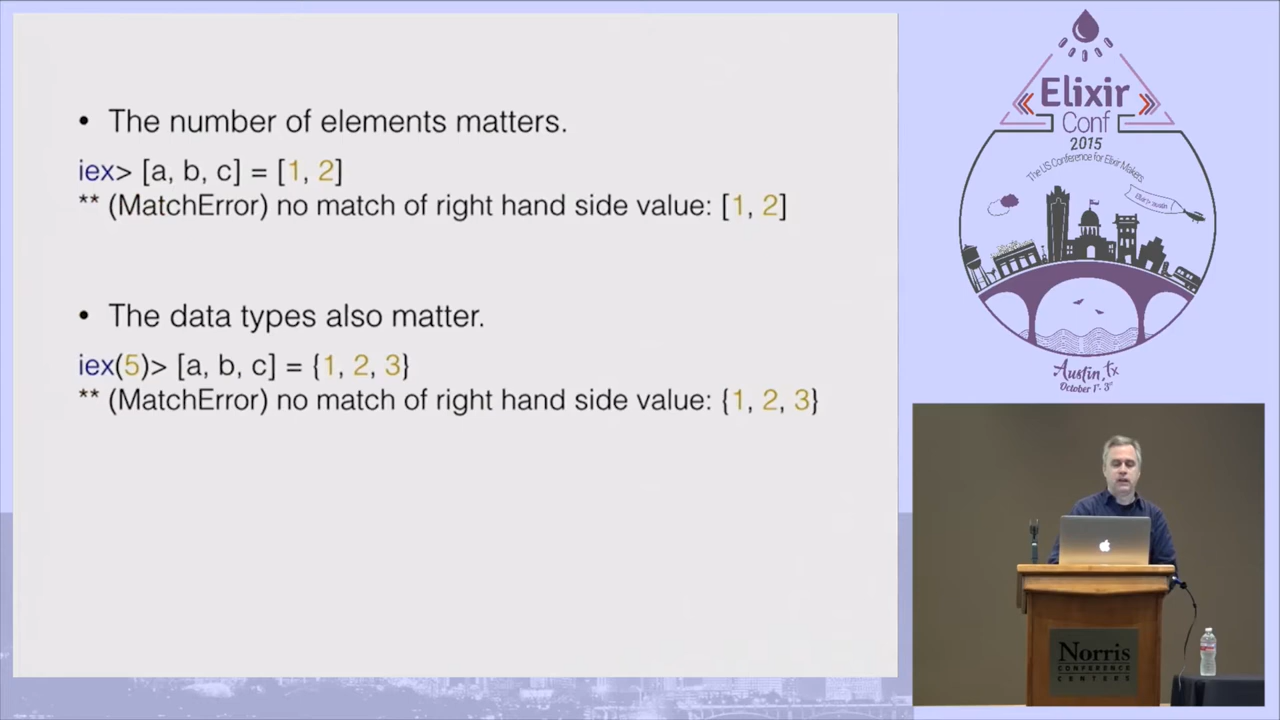 • The number of elements matters.
iex> [a, b, c] = [1, 2]
** (MatchError) no match of right hand side value: [1, 2]
• The data types also matter.
iex(5)> [a, b, c] = {1, 2, 3}
** (MatchError) no match of right hand side value: {1, 2, 3}
Elixir
Conf
2015
The US Conference for Elixir Makers
Austin, Tx
October 1st - 3rd
Norris
CONFERENCE
CENTERS